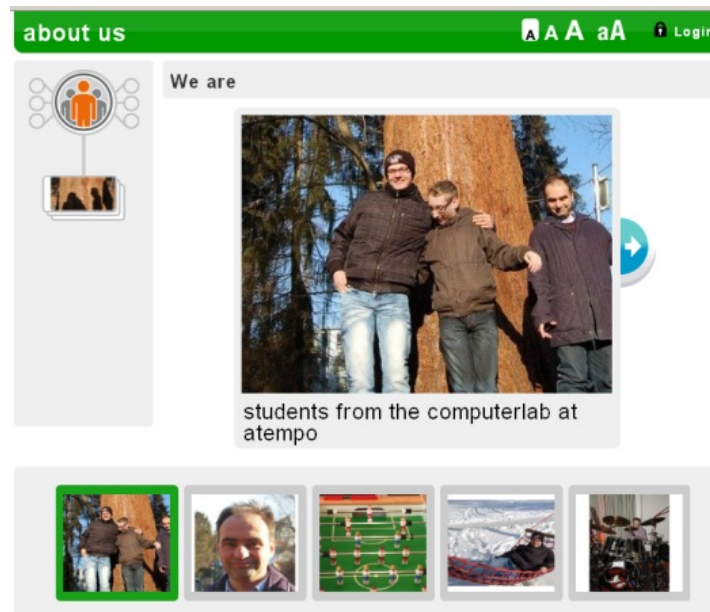 about us
A A A aA Login
We are
students from the computerlab at
atempo